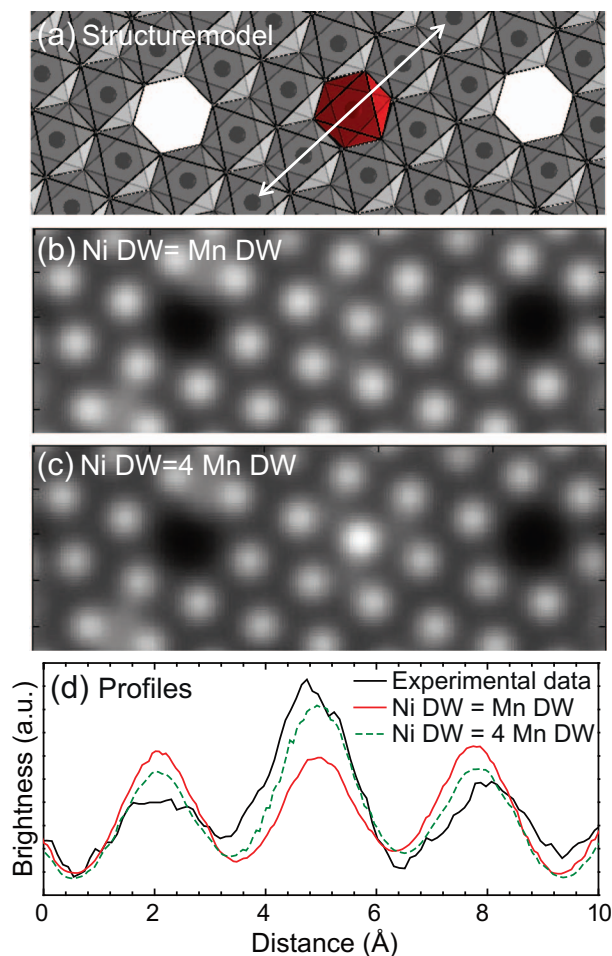 (a) Structuremodel
(b) Ni DW= Mn DW
(c) Ni DW=4 Mn DW
(d) Profiles
Experimental data
Ni DW = Mn DW
Ni DW = 4 Mn DW
Brightness (a.u.)
0 2 4 6 8 10
Distance (Å)